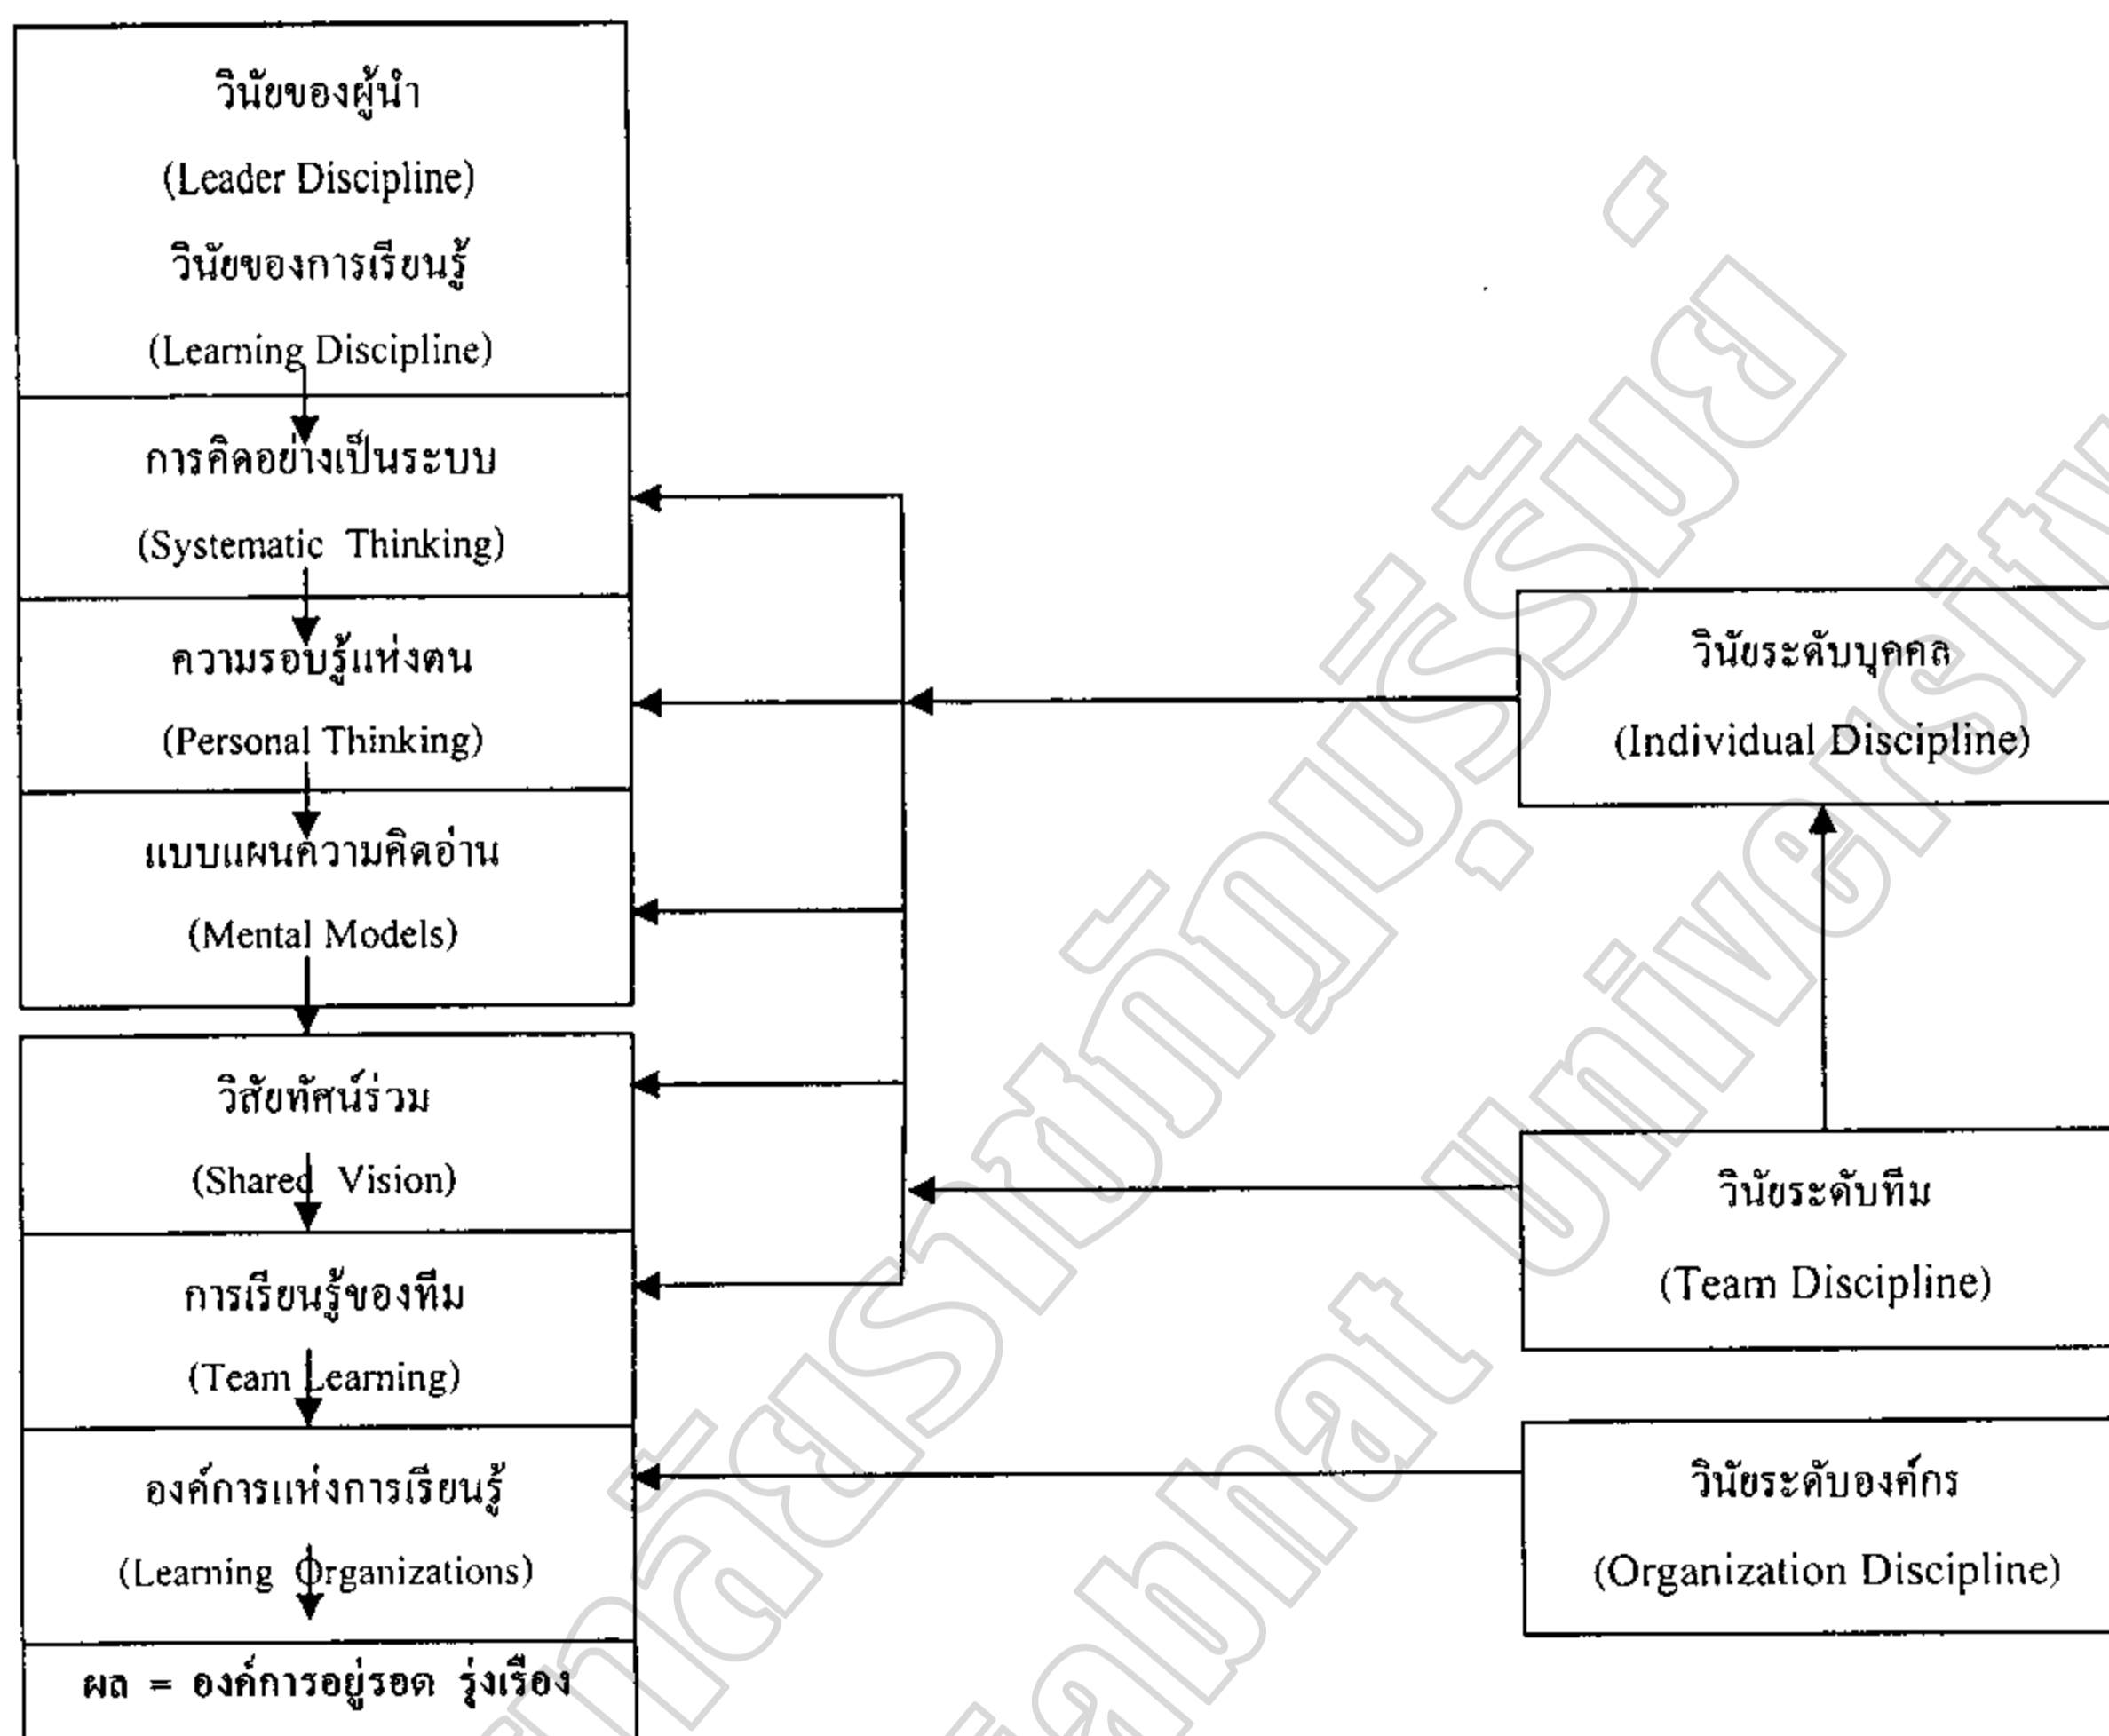 วินัยของผู้นำ
(Leader Discipline)
วินัยของการเรียนรู้
(Learning Discipline)
การคิดอย่างเป็นระบบ
(Systematic Thinking)
ความรอบรู้แห่งตน
(Personal Thinking)
แบบแผนความคิดอ่าน
(Mental Models)
วิสัยทัศน์ร่วม
(Shared Vision)
การเรียนรู้ของทีม
(Team Learning)
องค์การแห่งการเรียนรู้
(Learning Organizations)
ผล = องค์การอยู่รอด รุ่งเรือง
วินัยระดับบุคคล
(Individual Discipline)
วินัยระดับทีม
(Team Discipline)
วินัยระดับองค์กร
(Organization Discipline)
University